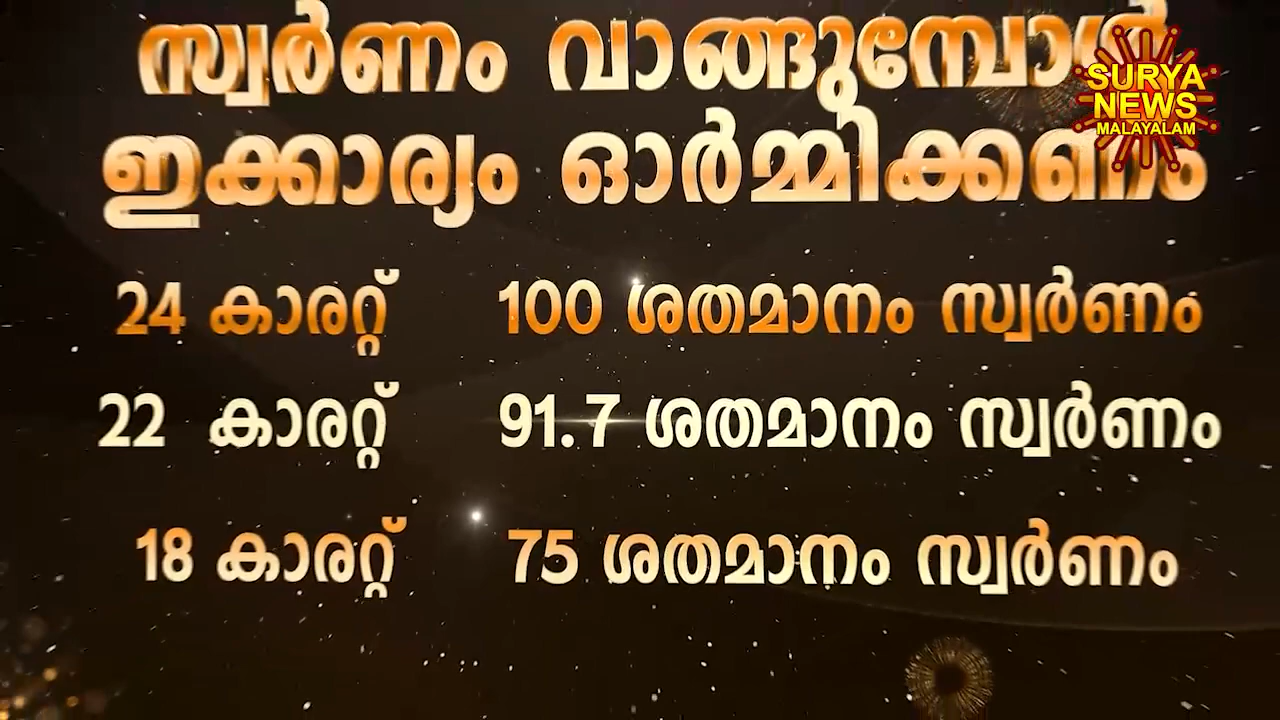 സ്വർണം വാങ്ങുമ്പോൾ
SURYA
NEWS
MALAYALAM
ഇക്കാര്യം ഓർമ്മിക്കണം
24 കാരറ്റ് 100 ശതമാനം സ്വർണം
22 കാരറ്റ് 91.7 ശതമാനം സ്വർണം
18 കാരറ്റ് 75 ശതമാനം സ്വർണം